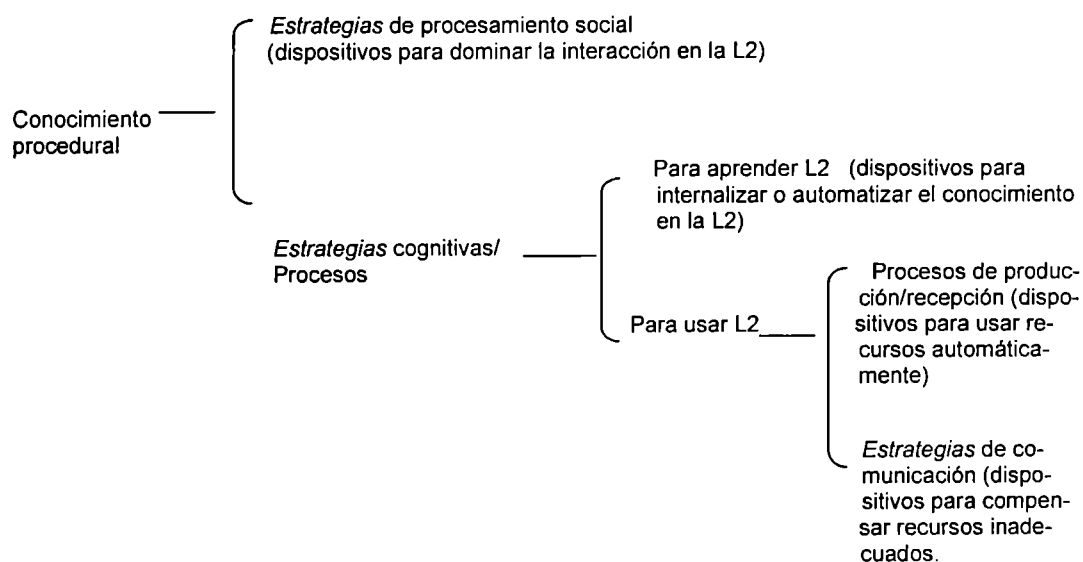 Estrategias de procesamiento social
(dispositivos para dominar la interacción en la L2)
Conocimiento
procedural
Para aprender L2 (dispositivos para
internalizar o automatizar el conocimiento
en la L2)
Estrategias cognitivas/
Procesos
Para usar L2
Procesos de produc-
ción/recepción (dispo-
sitivos para usar re-
cursos automática-
mente)
Estrategias de co-
municación (dispo-
sitivos para compen-
sar recursos inade-
cuados.